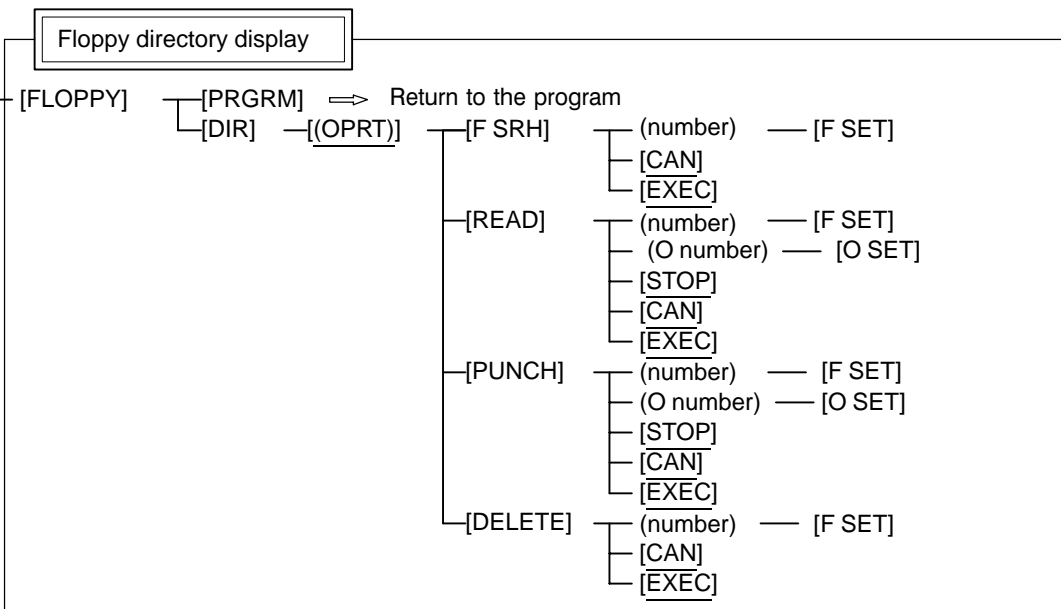 Floppy directory display
[FLOPPY] [PRGRM] ⇒ Return to the program
[DIR] [(OPRT)] [F SRH] (number) [F SET]
[CAN]
[EXEC]
[READ] (number) [F SET]
(O number) [O SET]
[STOP]
[CAN]
[EXEC]
[PUNCH] (number) [F SET]
(O number) [O SET]
[STOP]
[CAN]
[EXEC]
[DELETE] (number) [F SET]
[CAN]
[EXEC]